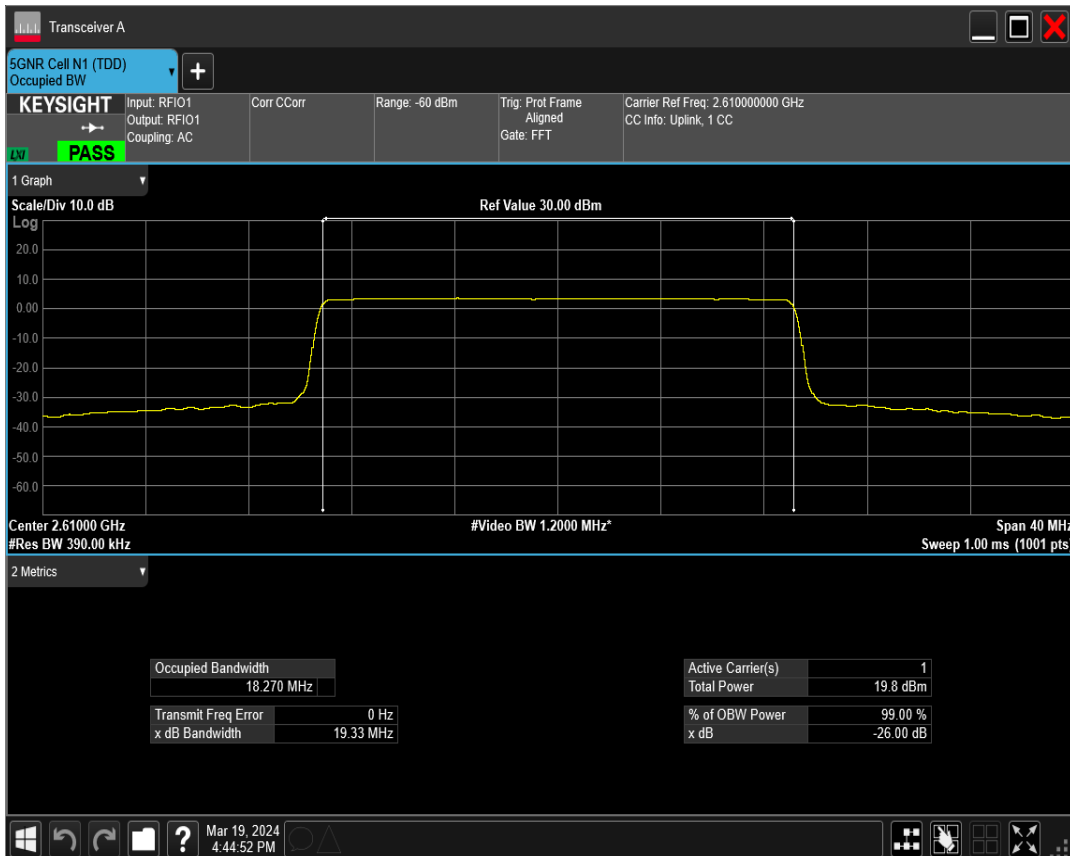 Transceiver A
5GNR Cell N1 (TDD)
Occupied BW
KEYSIGHT
LXI
PASS
Input: RFIO1
Output: RFIO1
Coupling: AC
Corr CCorr
Range: -60 dBm
Trig: Prot Frame
Aligned
Gate: FFT
Carrier Ref Freq: 2.610000000 GHz
CC Info: Uplink, 1 CC
1 Graph
Scale/Div 10.0 dB
Ref Value 30.00 dBm
Log
20.0
10.0
0.00
-10.0
-20.0
-30.0
-40.0
-50.0
-60.0
Center 2.61000 GHz
#Video BW 1.2000 MHz*
Span 40 MHz
#Res BW 390.00 kHz
Sweep 1.00 ms (1001 pts)
2 Metrics
Occupied Bandwidth
18.270 MHz
Transmit Freq Error 0 Hz
x dB Bandwidth 19.33 MHz
Active Carrier(s) 1
Total Power 19.8 dBm
% of OBW Power 99.00 %
x dB -26.00 dB
?
Mar 19, 2024
4:44:52 PM